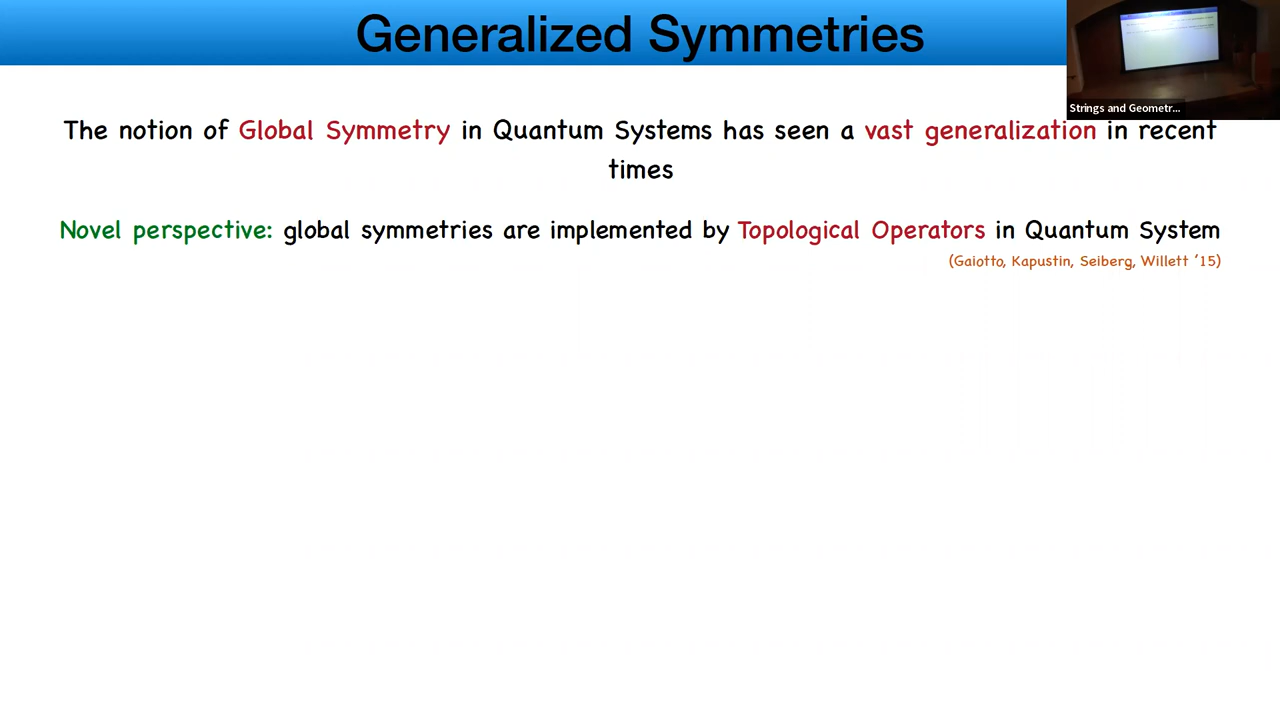 Generalized Symmetries
Strings and Geometr...
The notion of Global Symmetry in Quantum Systems has seen a vast generalization in recent
times
Novel perspective: global symmetries are implemented by Topological Operators in Quantum System
(Gaiotto, Kapustin, Seiberg, Willett ‘15)